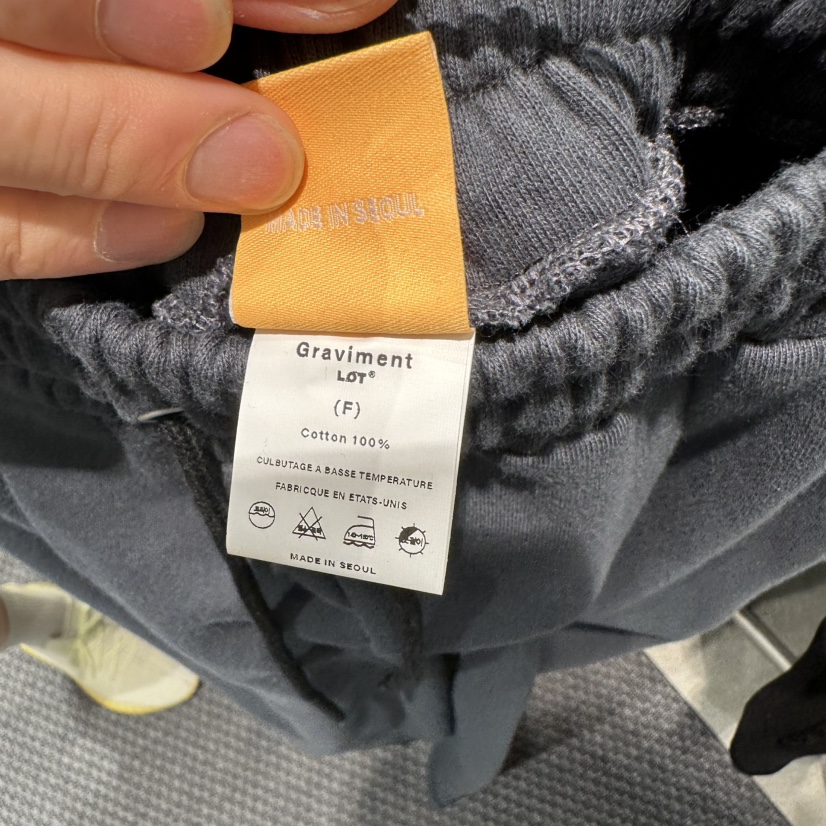 MADE IN SEOUL
Graviment
LOT®
(F)
Cotton 100%
CULBUTAGE A BASSE TEMPERATURE
FABRICQUE EN ETATS-UNIS
MADE IN SEOUL